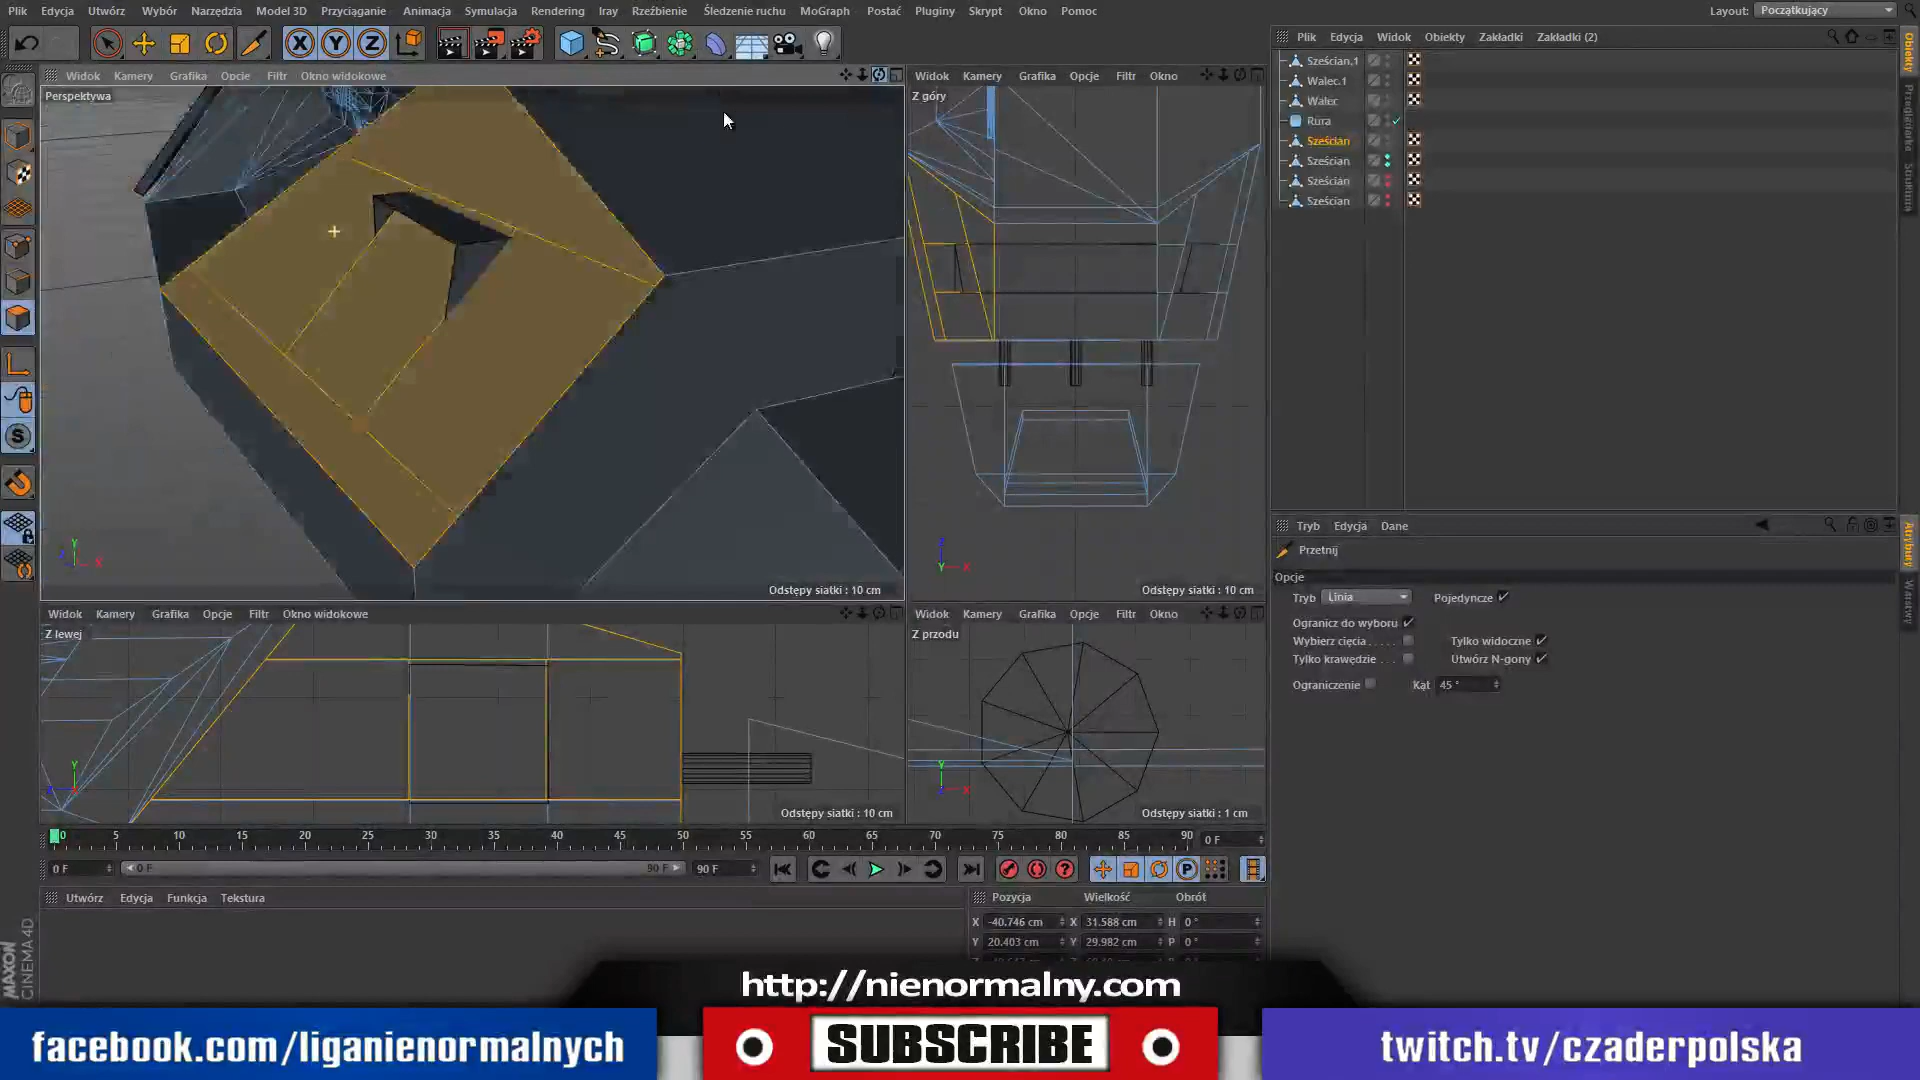 Plik Edycja Utwórz Wybór Narzędzia Model 3D Przyciąganie Animacja Symulacja Rendering Iray Rzeźbienie Śledzenie ruchu MoGraph Postać Pluginy Skrypt Okno Pomoc Layout: Początkujący
Plik Edycja Widok Obiekty Zakładki Zakładki (2)
Widok Kamery Grafika Opcje Filtr Okno widokowe
Widok Kamery Grafika Opcje Filtr Okno
Perspektywa
Z góry
Sześcian.1
Walec.1
Walec
Rura
Sześcian
Sześcian
Sześcian
Sześcian
Obiekty
Przeglądarka
Struktura
Odstępy siatki : 10 cm
Odstępy siatki : 10 cm
Tryb Edycja Dane
Przetnij
Opcje
Tryb Linia Pojedyncze
Ogranicz do wyboru
Wybierz cięcia Tylko widoczne
Tylko krawędzie Utwórz N-gony
Ograniczenie Kąt 45 °
Atrybuty
Warstwy
Widok Kamery Grafika Opcje Filtr Okno widokowe
Widok Kamery Grafika Opcje Filtr Okno
Z lewej
Z przodu
Odstępy siatki : 10 cm
Odstępy siatki : 1 cm
0 5 10 15 20 25 30 35 40 45 50 55 60 65 70 75 80 85 90 0 F
0 F 0 F 90 F 90 F
Utwórz Edycja Funkcja Tekstura
Pozycja Wielkość Obrót
X -40.746 cm X 31.588 cm H 0 °
Y 20.403 cm Y 29.982 cm P 0 °
MAXON
CINEMA 4D
http://nienormalny.com
facebook.com/liganienormalnych
SUBSCRIBE
twitch.tv/czaderpolska